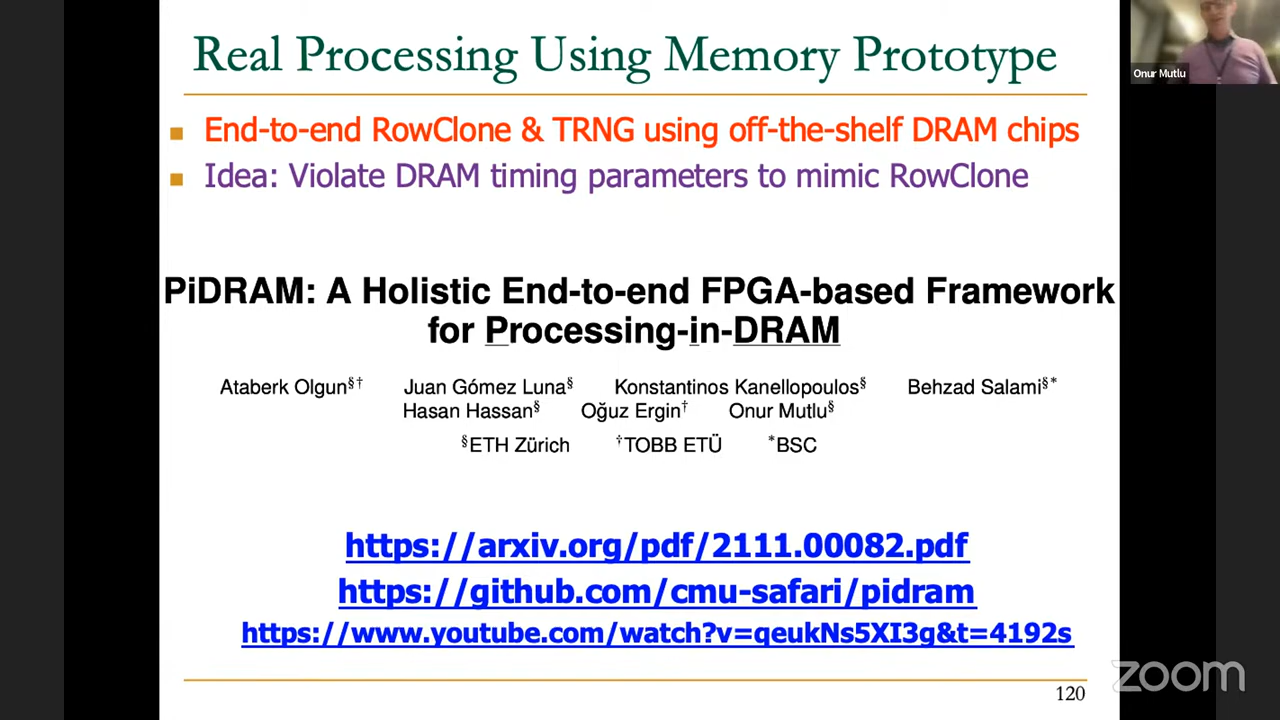 Real Processing Using Memory Prototype
Onur Mutlu
End-to-end RowClone & TRNG using off-the-shelf DRAM chips
Idea: Violate DRAM timing parameters to mimic RowClone
PiDRAM: A Holistic End-to-end FPGA-based Framework
for Processing-in-DRAM
Ataberk Olgun§† Juan Gómez Luna§ Konstantinos Kanellopoulos§ Behzad Salami§*
Hasan Hassan§ Oğuz Ergin† Onur Mutlu§
§ETH Zürich †TOBB ETÜ *BSC
https://arxiv.org/pdf/2111.00082.pdf
https://github.com/cmu-safari/pidram
https://www.youtube.com/watch?v=qeukNs5XI3g&t=4192s
120
zoom